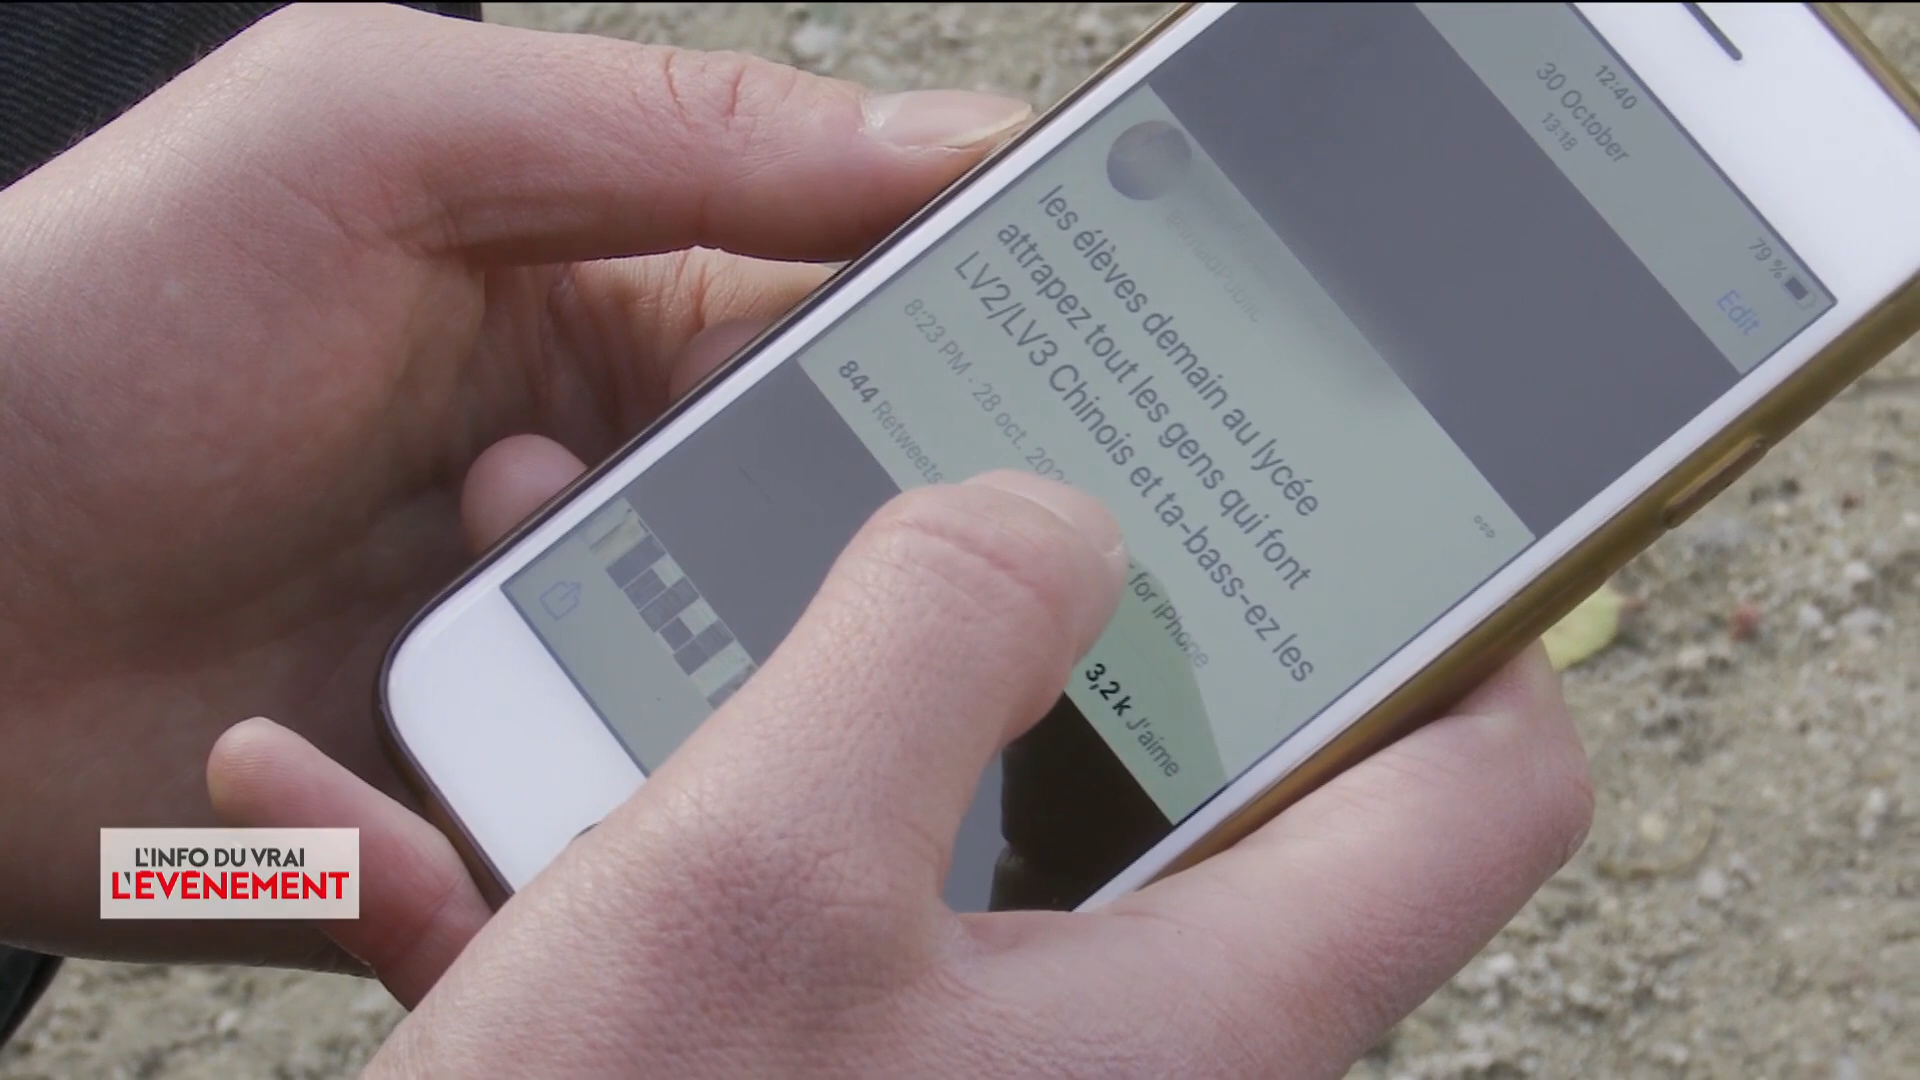 12:40
79 %
30 October
13:18
Edit
les élèves demain au lycée
attrapez tout les gens qui font
LV2/LV3 Chinois et ta-bass-ez les
8:23 PM · 28 oct.
for iPhone
844 Retweets
3,2 k J'aime
L'INFO DU VRAI
L'ÉVÉNEMENT